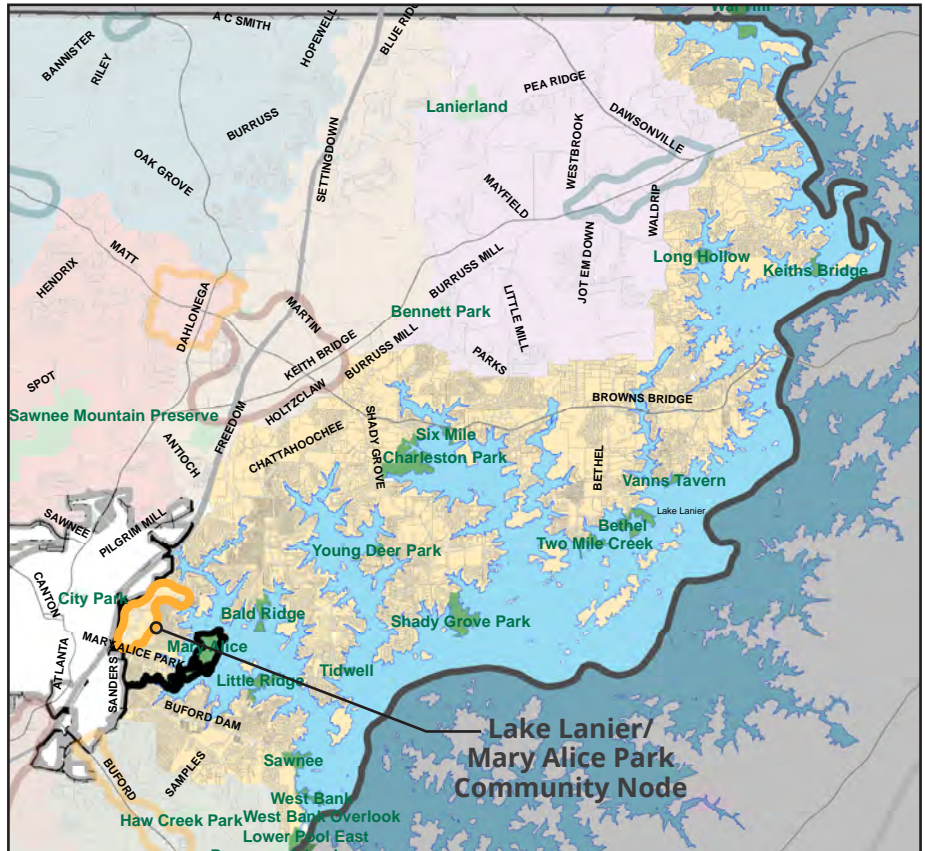 A C SMITH
HOPEWELL
BLUE RIDG
War Hill
BANNISTER
RILEY
PEA RIDGE
Lanierland
DAWSONVILLE
BURRUSS
SETTINGDOWN
WESTBROOK
OAK GROVE
MAYFIELD
WALDRIP
MATT
HENDRIX
JOT EM DOWN
Long Hollow
Keiths Bridge
BURRUSS MILL
DAHLONEGA
MARTIN
LITTLE MILL
Bennett Park
KEITH BRIDGE
BURRUSS MILL
PARKS
SPOT
HOLTZCLAW
BROWNS BRIDGE
Sawnee Mountain Preserve
FREEDOM
SHADY GROVE
ANTIOCH
CHATTAHOOCHEE
Six Mile
Charleston Park
BETHEL
Vanns Tavern
SAWNEE
PILGRIM MILL
Lake Lanier
Bethel
Two Mile Creek
Young Deer Park
CANTON
City Park
Bald Ridge
Shady Grove Park
MARY ALICE PARK
Mary Alice
ATLANTA
SANDERS
Little Ridge
Tidwell
BUFORD DAM
Lake Lanier/
Mary Alice Park
Community Node
SAMPLES
Sawnee
BUFORD
West Bank
Haw Creek Park
West Bank Overlook
Lower Pool East